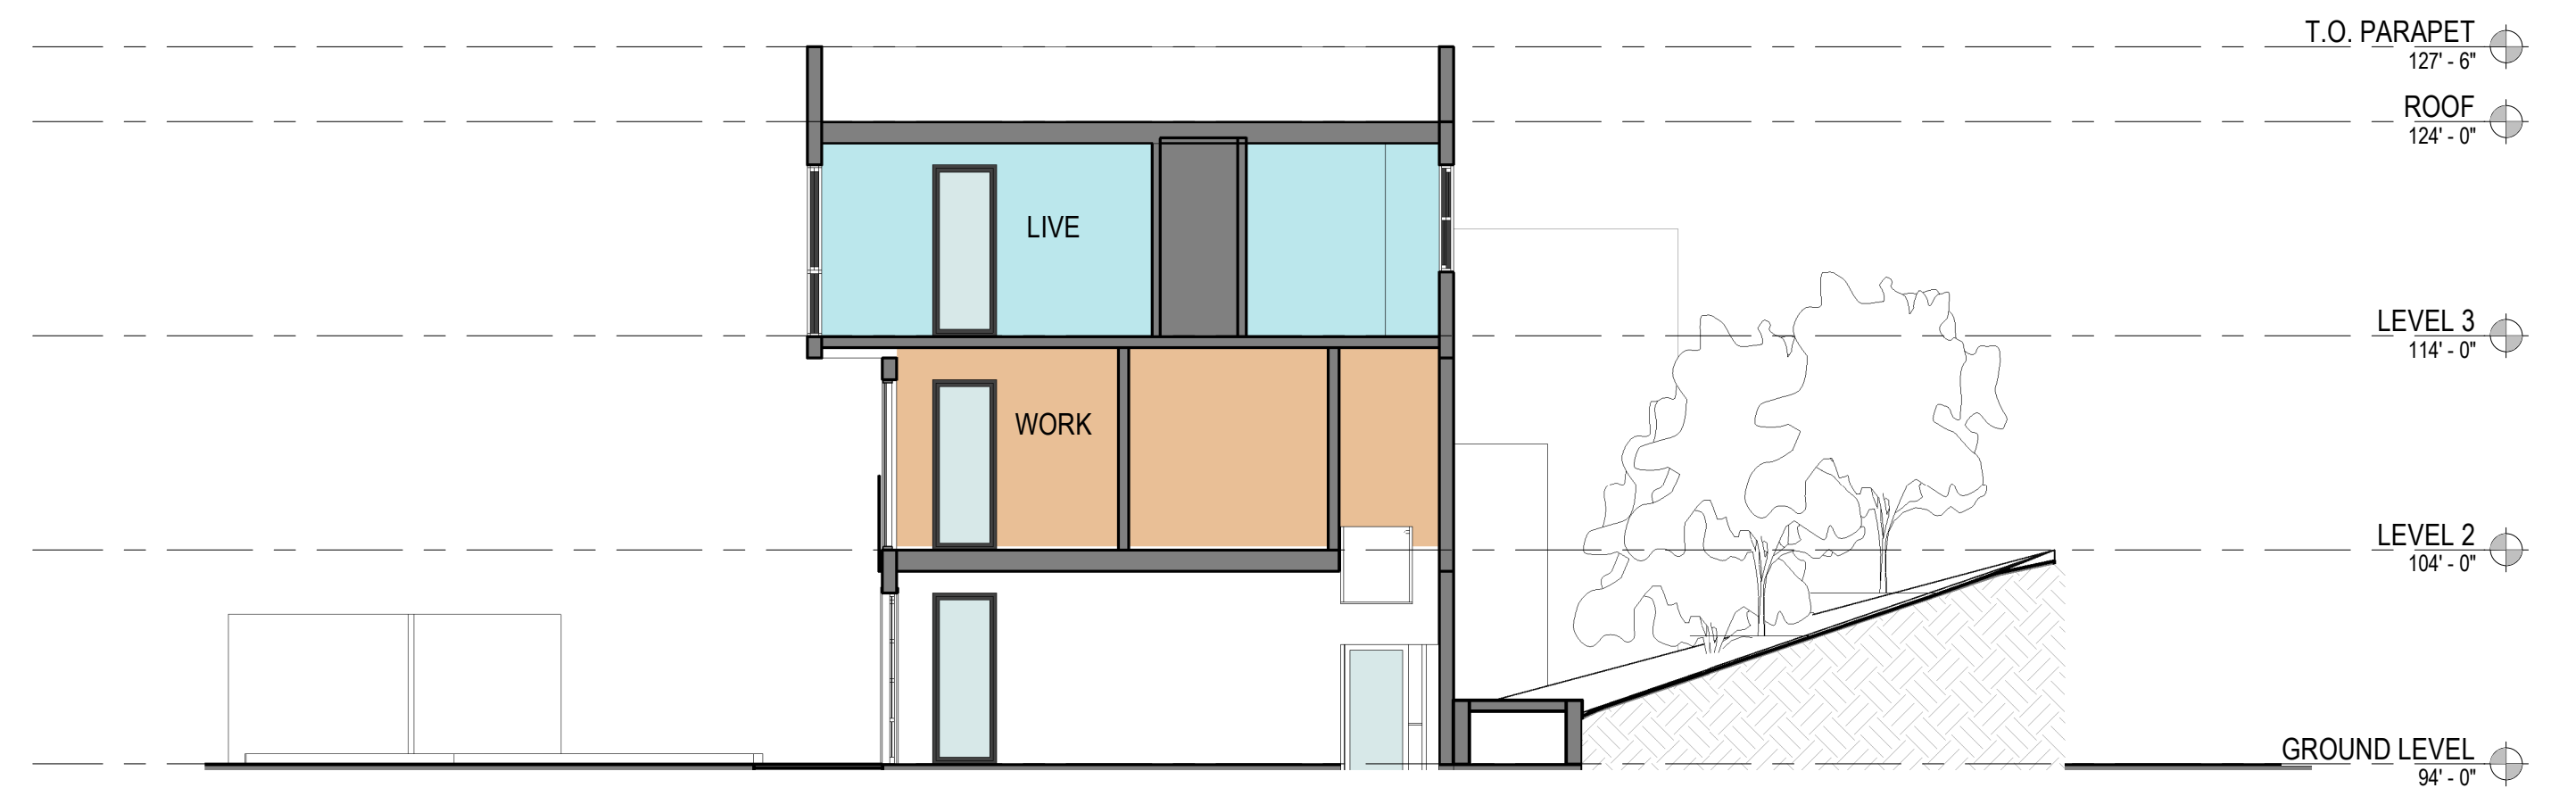 T.O. PARAPET
127' - 6"
ROOF
124' - 0"
LIVE
LEVEL 3
114' - 0"
WORK
LEVEL 2
104' - 0"
GROUND LEVEL
94' - 0"